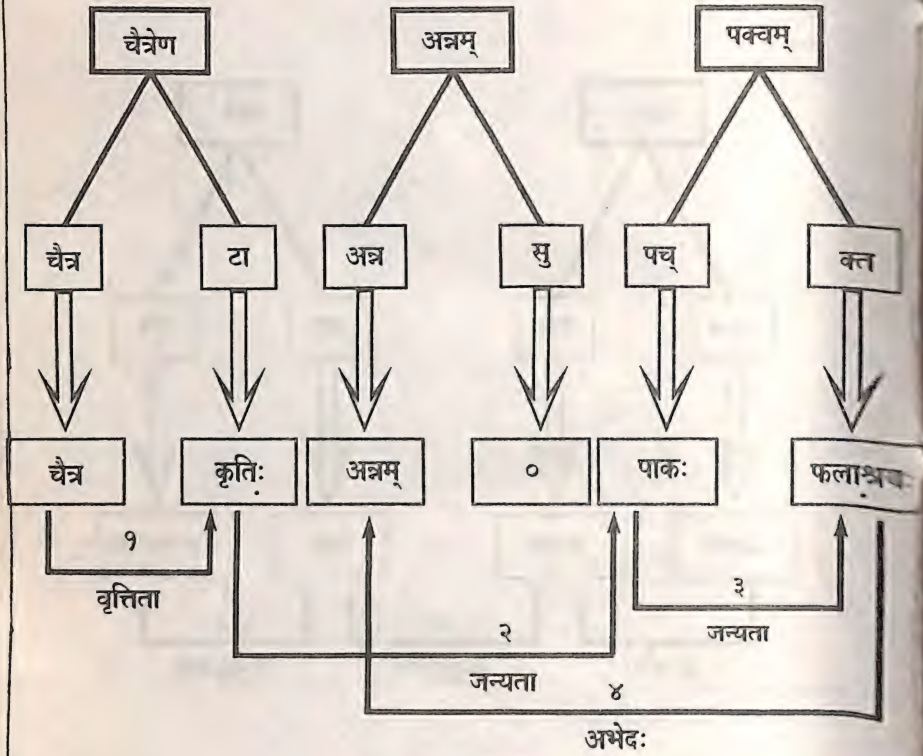 चैत्रेण अन्नम् पक्वम्
चैत्र टा अन्न सु पच् क्त
चैत्र कृतिः अन्नम् ० पाकः फलाश्रयः
१
वृत्तिता
२
जन्यता
३
जन्यता
४
अभेदः